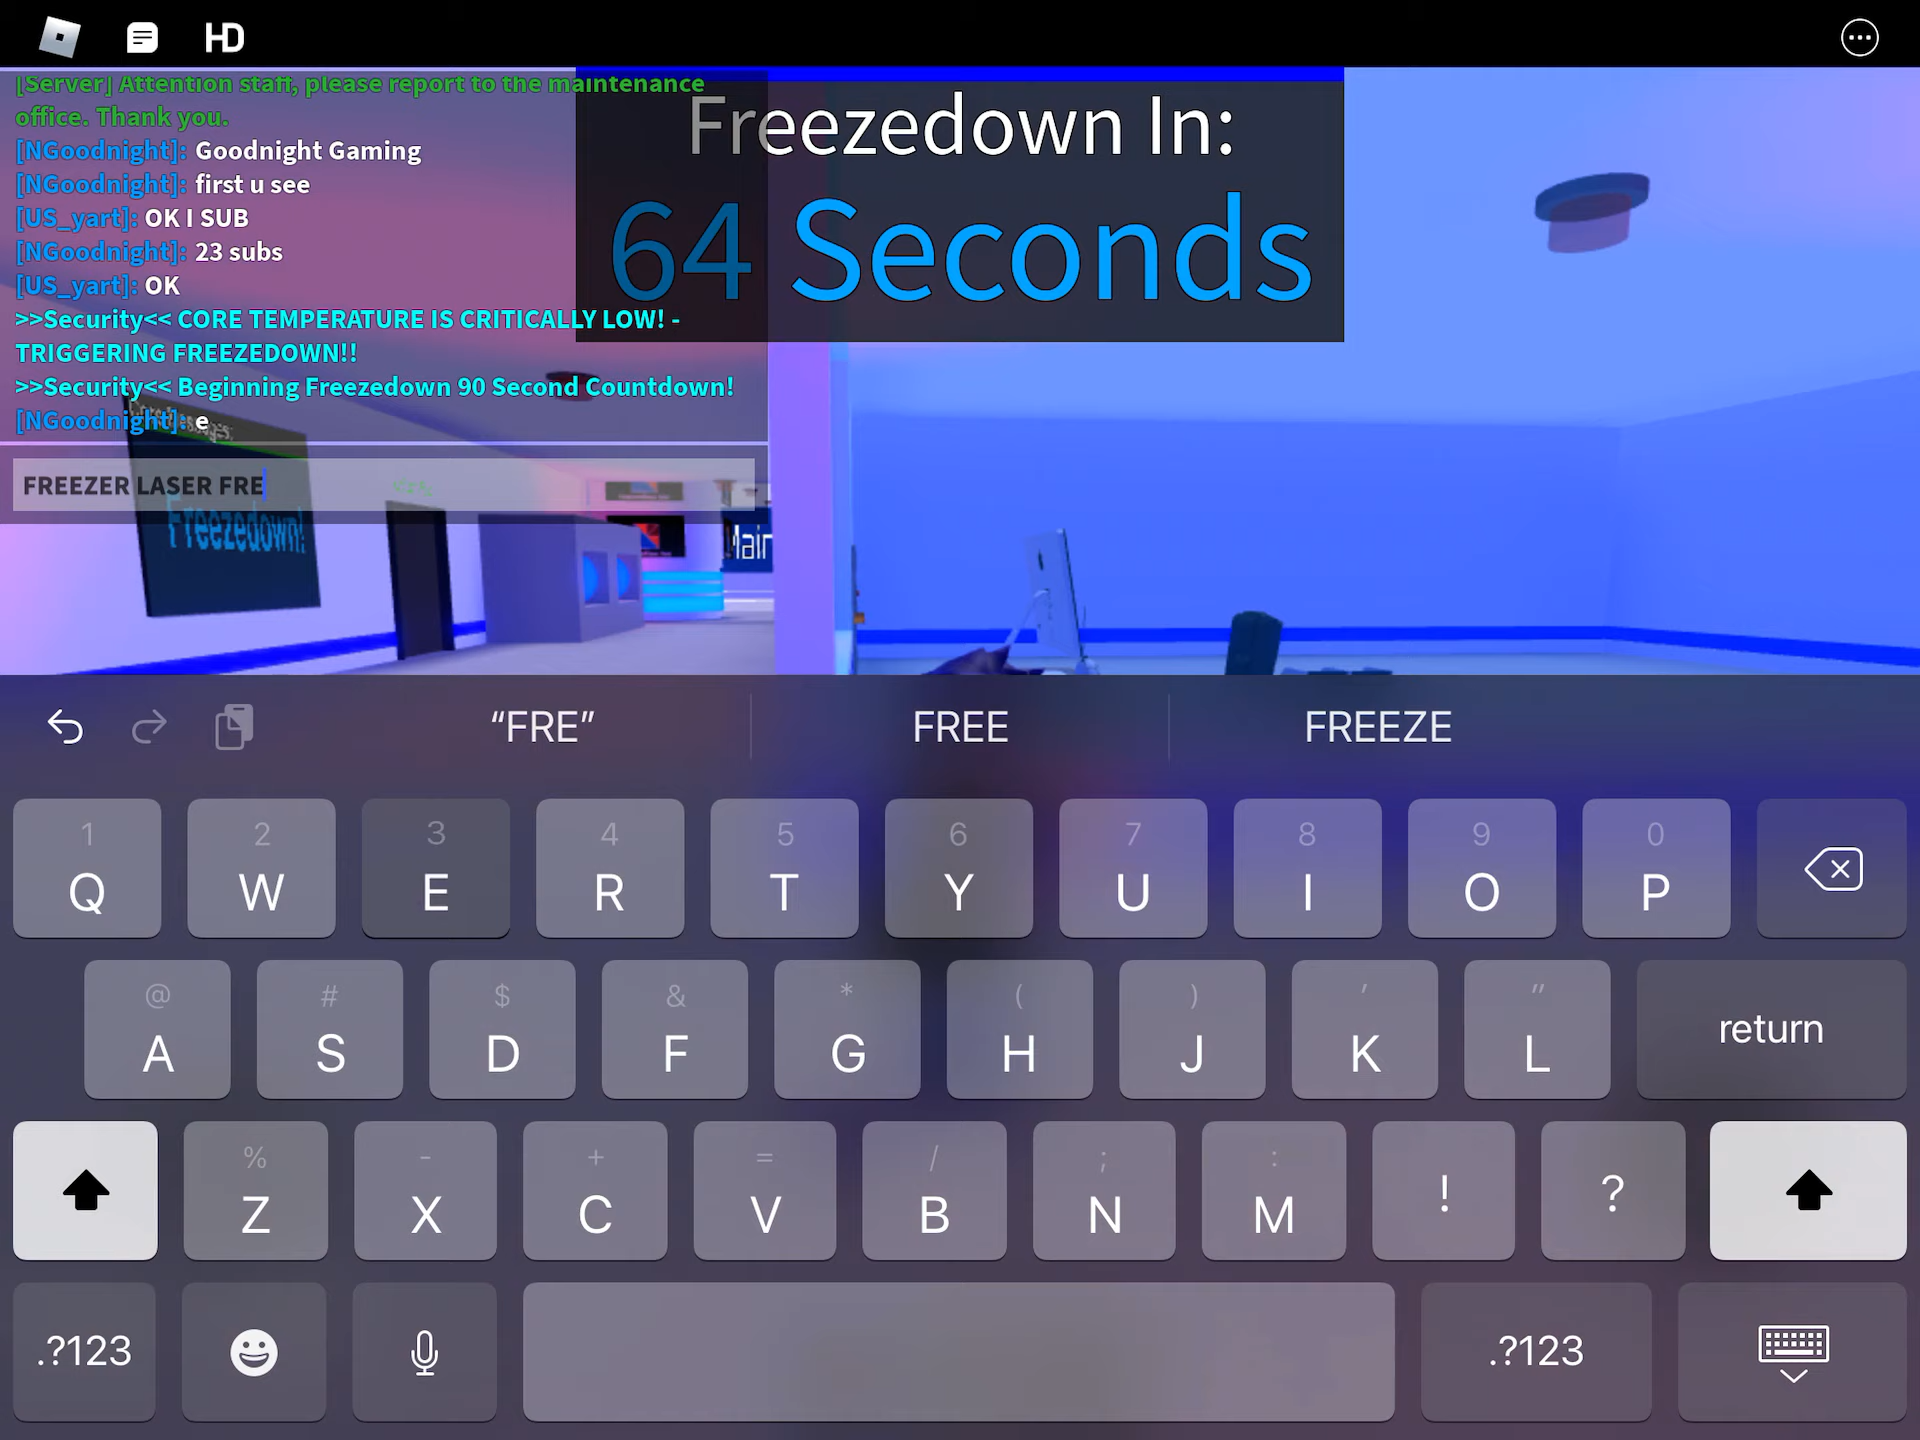 HD
[Server] Attention staff, please report to the maintenance
office. Thank you.
[NGoodnight]: Goodnight Gaming
[NGoodnight]: first u see
[US_yart]: OK I SUB
[NGoodnight]: 23 subs
[US_yart]: OK
>>Security<< CORE TEMPERATURE IS CRITICALLY LOW! -
TRIGGERING FREEZEDOWN!!
>>Security<< Beginning Freezedown 90 Second Countdown!
[NGoodnight]: e
FREEZER LASER FRE
Freezedown In:
64 Seconds
Freezedown!
“FRE” FREE FREEZE
1 2 3 4 5 6 7 8 9 0
Q W E R T Y U I O P
@ # $ & * ( ) ' "
A S D F G H J K L return
% - + = / ; :
Z X C V B N M ! ?
.?123 .?123